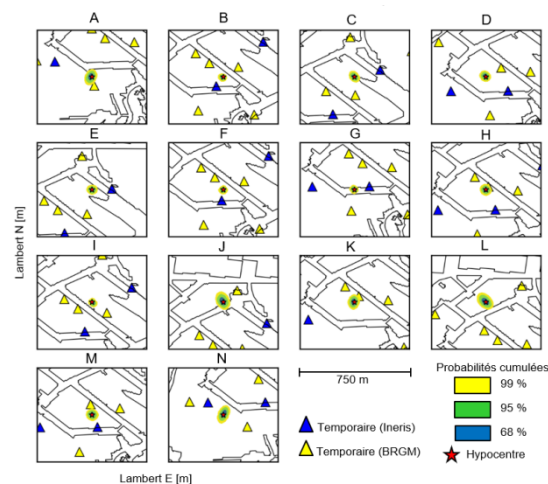 A B C D
E F G H
I J K L
M N
Lambert N [m]
Lambert E [m]
750 m
Temporaire (Ineris)
Temporaire (BRGM)
Probabilités cumulées
99 %
95 %
68 %
Hypocentre